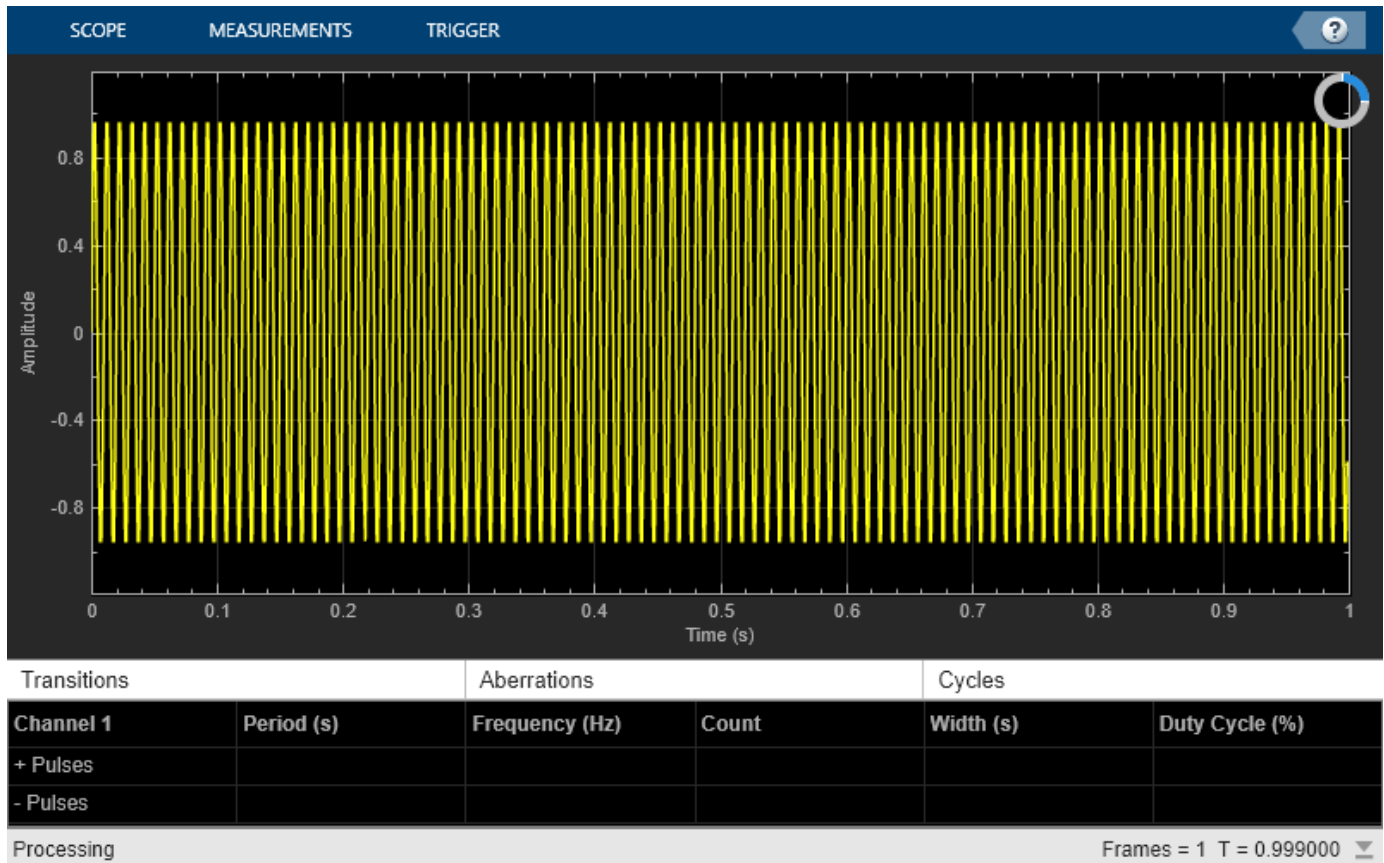 SCOPE MEASUREMENTS TRIGGER ?
0.8
0.4
0
-0.4
-0.8
Amplitude
0 0.1 0.2 0.3 0.4 0.5 0.6 0.7 0.8 0.9 1
Time (s)
Transitions Aberrations Cycles
Channel 1 Period (s) Frequency (Hz) Count Width (s) Duty Cycle (%)
+ Pulses
- Pulses
Processing Frames = 1 T = 0.999000